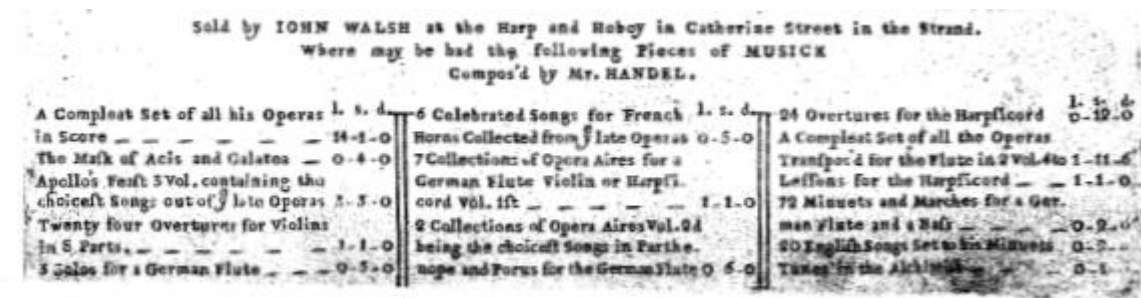 Sold by IOHN WALSH at the Harp and Hoboy in Catherine Street in the Strand.
Where may be had the following Pieces of MUSICK
Compos'd by Mr. HANDEL.
A Compleat Set of all his Operas l. s. d.
in Score _ _ _ _ _ _ 14-1-0
The Mask of Acis and Galatea _ 0-4-0
Apollo's Feast 3 Vol. containing the
choicest Songs out of yͤ late Operas 3-3-0
Twenty four Overtures for Violins
in 8 Parts. _ _ _ _ _ _ 1-1-0
3 Solos for a German Flute _ _ _ 0-3-0
6 Celebrated Songs for French l. s. d.
Horns Collected from yͤ late Operas 0-5-0
7 Collections of Opera Aires for a
German Flute Violin or Harpsi.
cord Vol. 1st _ _ _ _ _ 1-1-0
2 Collections of Opera Aires Vol. 2d
being the choicest Songs in Parthe.
nope and Porus for the German Flute 0 6-0
24 Overtures for the Harpsicord l. s. d. 0-12-0
A Compleat Set of all the Operas
Transpos'd for the Flute in 2 Vol. 4to 1-11-6
Lessons for the Harpsicord _ _ 1-1-0
72 Minuets and Marches for a Ger.
man Flute and a Bass _ _ _ 0-2-0
20 English Songs Set to his Minuets 0-2-
Tunes in the _ _ _ 0-1